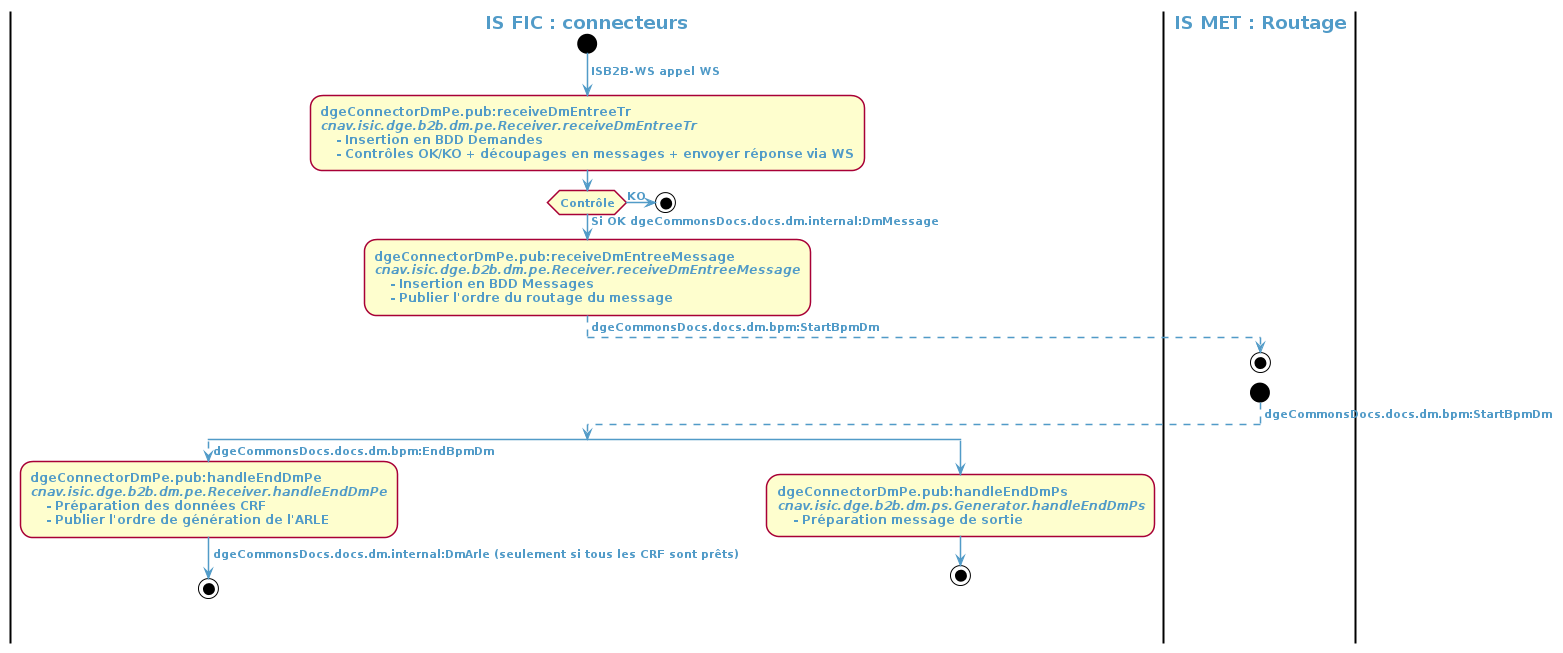 IS FIC : connecteurs
IS MET : Routage
ISB2B-WS appel WS
dgeConnectorDmPe.pub:receiveDmEntreeTr
cnav.isic.dge.b2b.dm.pe.Receiver.receiveDmEntreeTr
- Insertion en BDD Demandes
- Contrôles OK/KO + découpages en messages + envoyer réponse via WS
Contrôle
KO
Si OK dgeCommonsDocs.docs.dm.internal:DmMessage
dgeConnectorDmPe.pub:receiveDmEntreeMessage
cnav.isic.dge.b2b.dm.pe.Receiver.receiveDmEntreeMessage
- Insertion en BDD Messages
- Publier l'ordre du routage du message
dgeCommonsDocs.docs.dm.bpm:StartBpmDm
dgeCommonsDocs.docs.dm.bpm:StartBpmDm
dgeCommonsDocs.docs.dm.bpm:EndBpmDm
dgeConnectorDmPe.pub:handleEndDmPe
cnav.isic.dge.b2b.dm.pe.Receiver.handleEndDmPe
- Préparation des données CRF
- Publier l'ordre de génération de l'ARLE
dgeConnectorDmPe.pub:handleEndDmPs
cnav.isic.dge.b2b.dm.ps.Generator.handleEndDmPs
- Préparation message de sortie
dgeCommonsDocs.docs.dm.internal:DmArle (seulement si tous les CRF sont prêts)